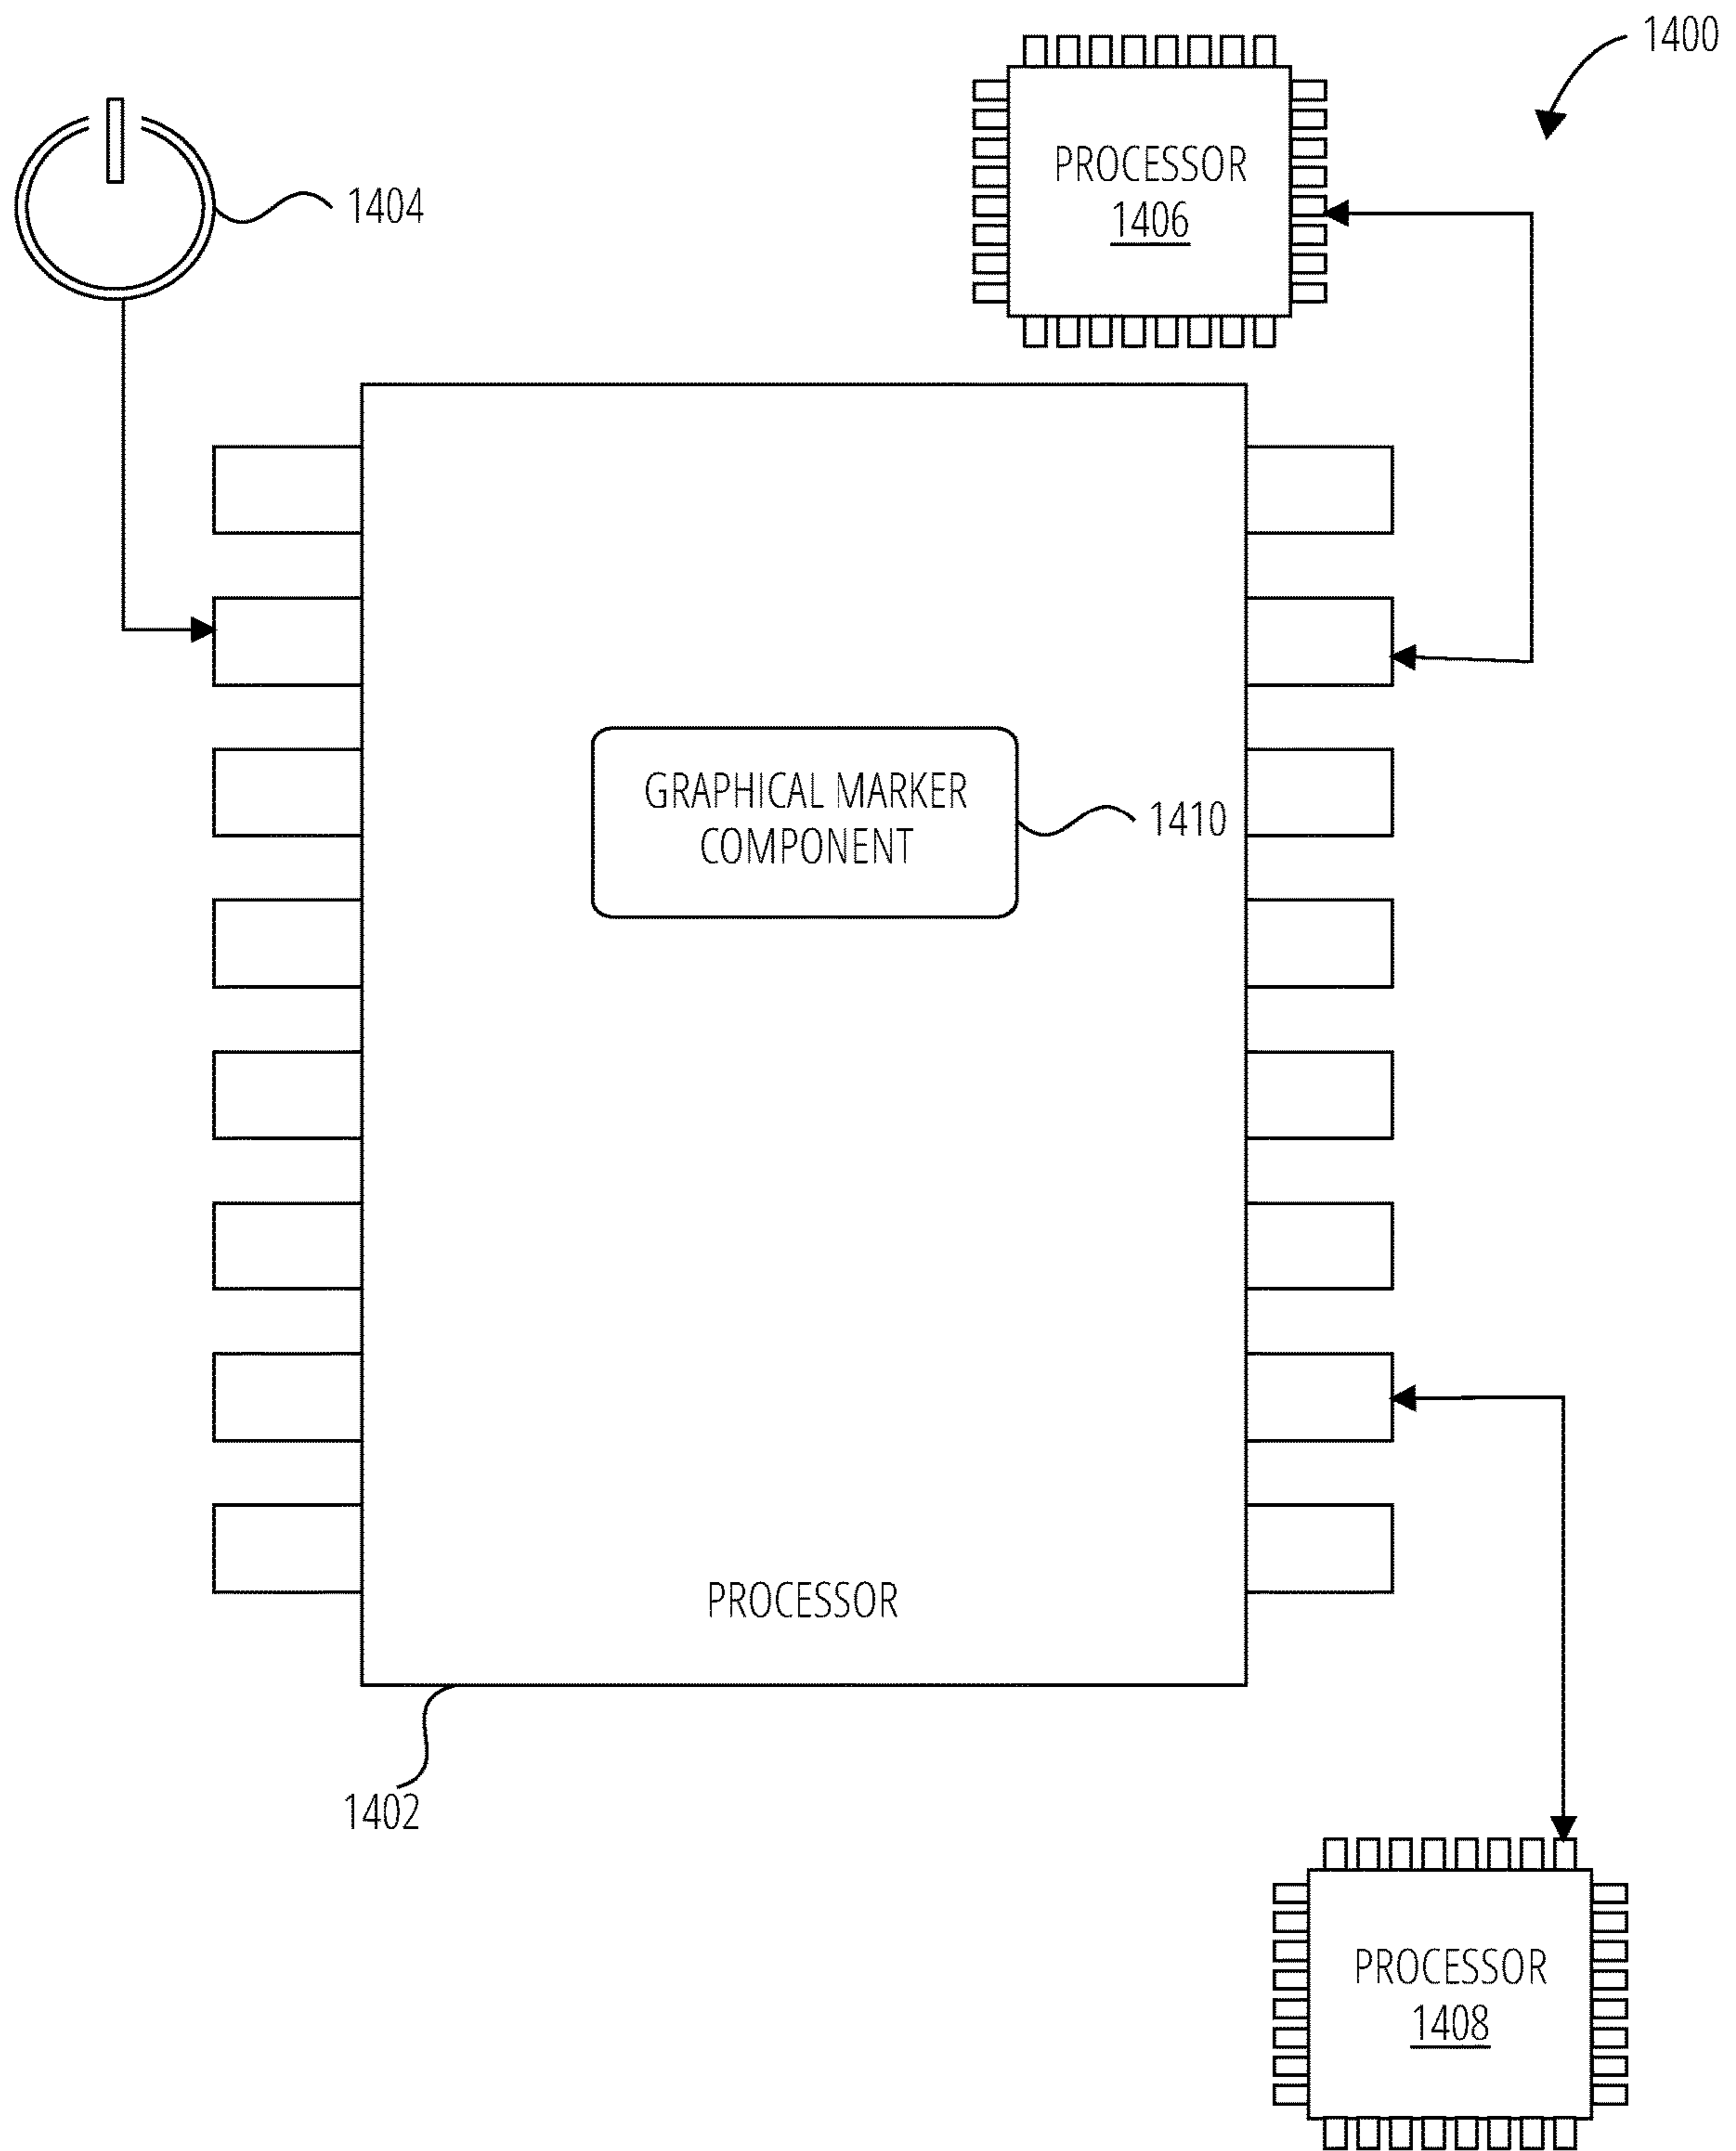 1400
PROCESSOR
1406
1404
GRAPHICAL MARKER
COMPONENT
1410
PROCESSOR
1402
PROCESSOR
1408